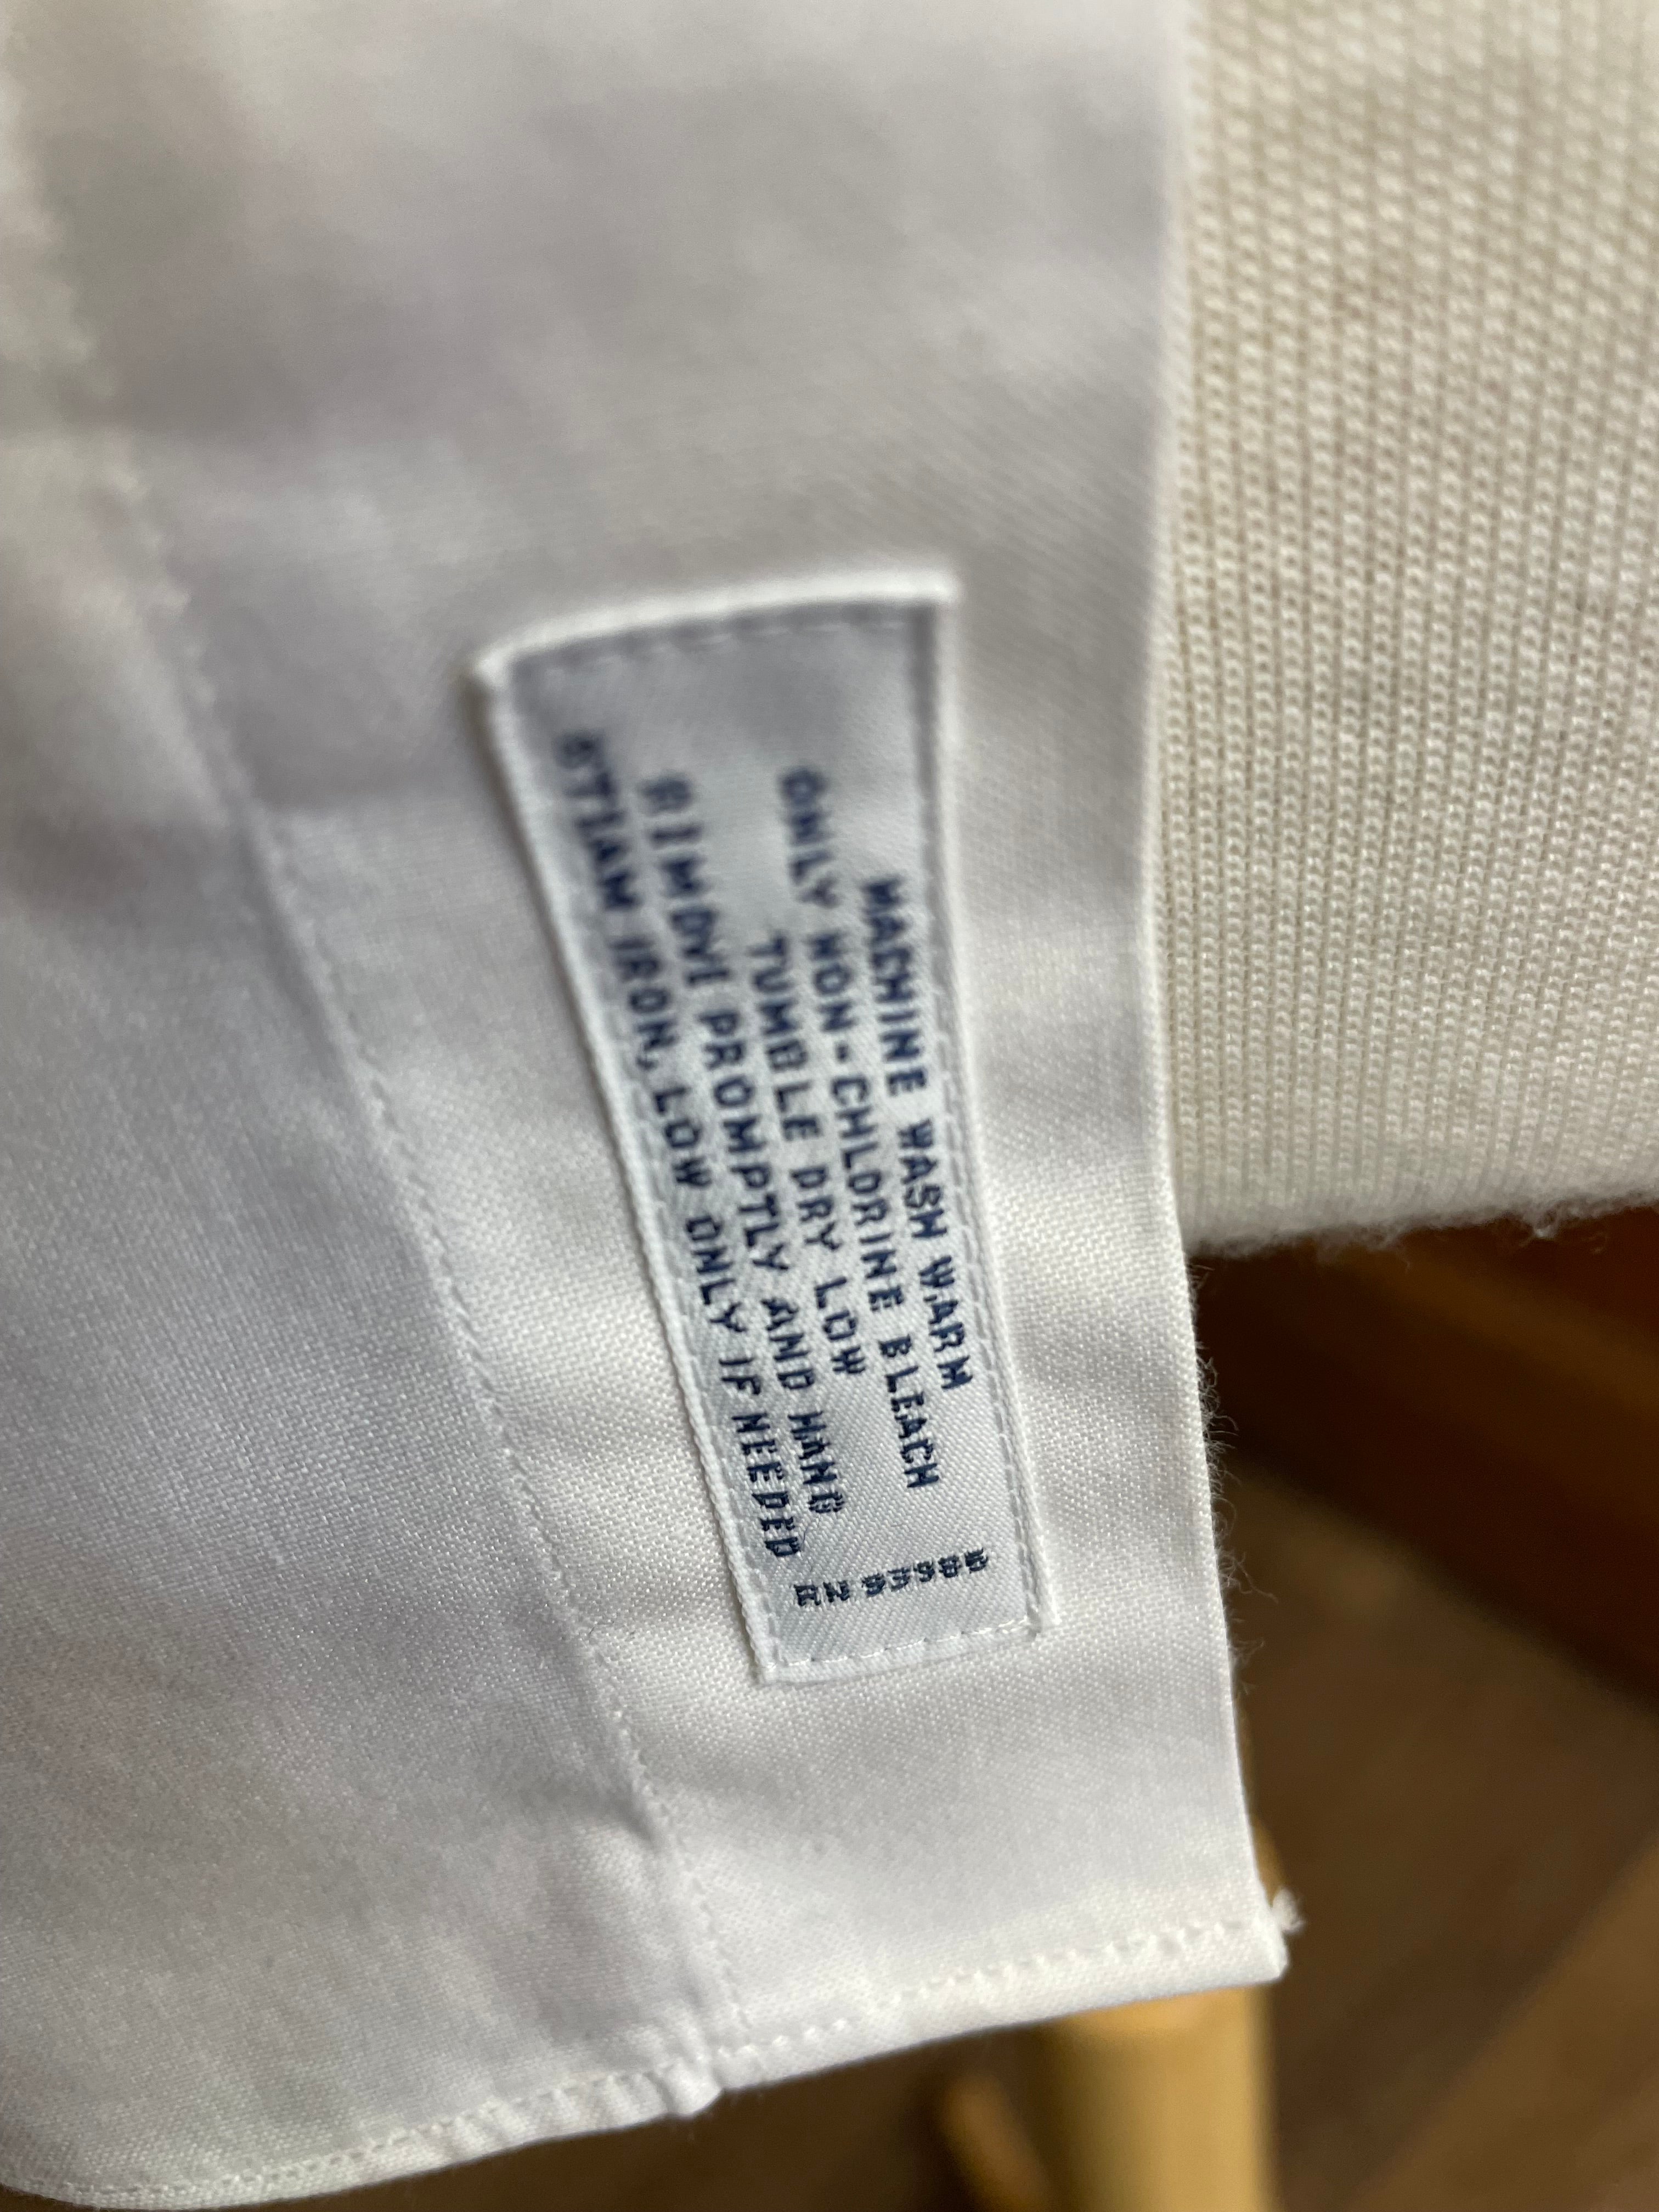 MACHINE WASH WARM
ONLY NON-CHLORINE BLEACH
TUMBLE DRY LOW
REMOVE PROMPTLY AND HANG
STEAM IRON, LOW ONLY IF NEEDED
RN